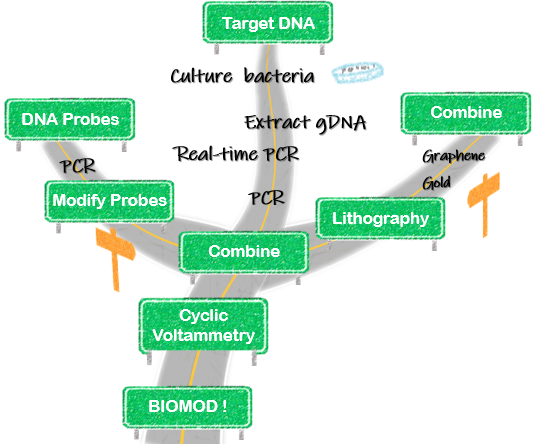 Target DNA
Culture bacteria
DNA Probes
Combine
Extract gDNA
Real-time PCR
PCR
Graphene
Gold
Modify Probes
PCR
Lithography
Combine
Cyclic
Voltammetry
BIOMOD !